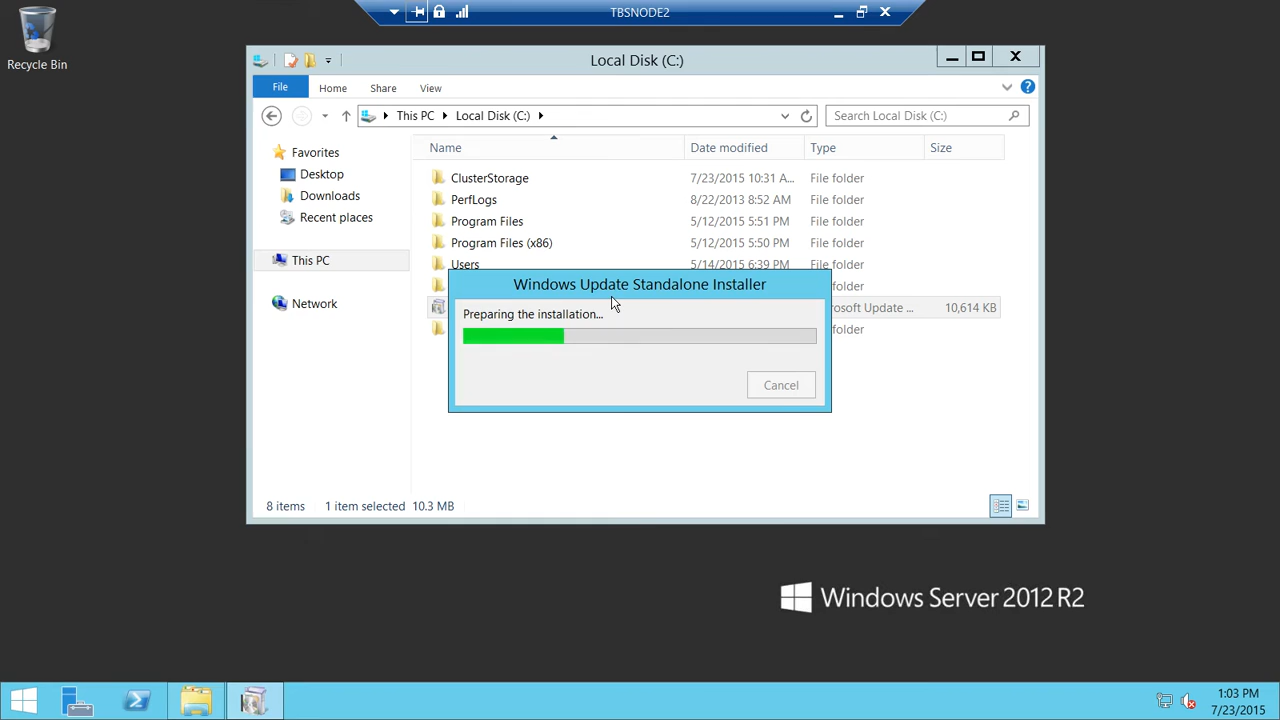 TBSNODE2
Recycle Bin
Local Disk (C:)
File Home Share View
This PC Local Disk (C:) Search Local Disk (C:)
Name Date modified Type Size
Favorites
Desktop
Downloads
Recent places
This PC
Network
ClusterStorage 7/23/2015 10:31 A... File folder
PerfLogs 8/22/2013 8:52 AM File folder
Program Files 5/12/2015 5:51 PM File folder
Program Files (x86) 5/12/2015 5:50 PM File folder
Users 5/14/2015 6:39 PM File folder
folder
rosoft Update ... 10,614 KB
folder
Windows Update Standalone Installer
Preparing the installation...
Cancel
8 items 1 item selected 10.3 MB
Windows Server 2012 R2
1:03 PM
7/23/2015